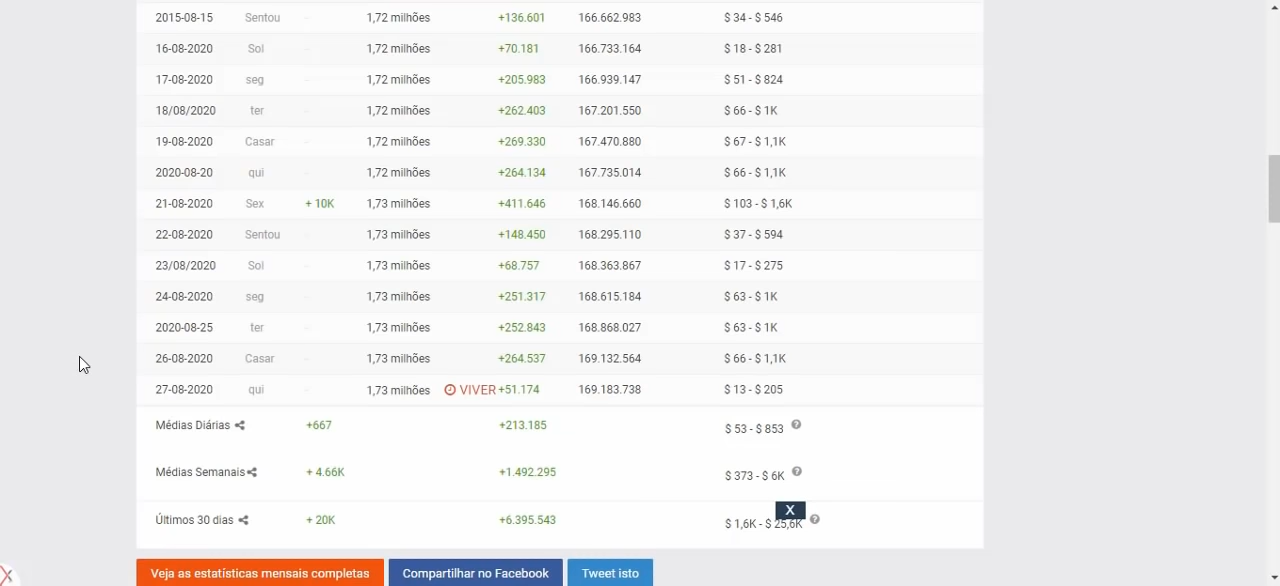 2015-08-15 Sentou - 1,72 milhões +136.601 166.662.983 $ 34 - $ 546
16-08-2020 Sol - 1,72 milhões +70.181 166.733.164 $ 18 - $ 281
17-08-2020 seg - 1,72 milhões +205.983 166.939.147 $ 51 - $ 824
18/08/2020 ter - 1,72 milhões +262.403 167.201.550 $ 66 - $ 1K
19-08-2020 Casar - 1,72 milhões +269.330 167.470.880 $ 67 - $ 1,1K
2020-08-20 qui - 1,72 milhões +264.134 167.735.014 $ 66 - $ 1,1K
21-08-2020 Sex + 10K 1,73 milhões +411.646 168.146.660 $ 103 - $ 1,6K
22-08-2020 Sentou - 1,73 milhões +148.450 168.295.110 $ 37 - $ 594
23/08/2020 Sol - 1,73 milhões +68.757 168.363.867 $ 17 - $ 275
24-08-2020 seg - 1,73 milhões +251.317 168.615.184 $ 63 - $ 1K
2020-08-25 ter - 1,73 milhões +252.843 168.868.027 $ 63 - $ 1K
26-08-2020 Casar - 1,73 milhões +264.537 169.132.564 $ 66 - $ 1,1K
27-08-2020 qui - 1,73 milhões VIVER +51.174 169.183.738 $ 13 - $ 205
Médias Diárias +667 +213.185 $ 53 - $ 853 ?
Médias Semanais + 4.66K +1.492.295 $ 373 - $ 6K ?
X
Últimos 30 dias + 20K +6.395.543 $ 1,6K - $ 25,6K ?
Veja as estatísticas mensais completas Compartilhar no Facebook Tweet isto